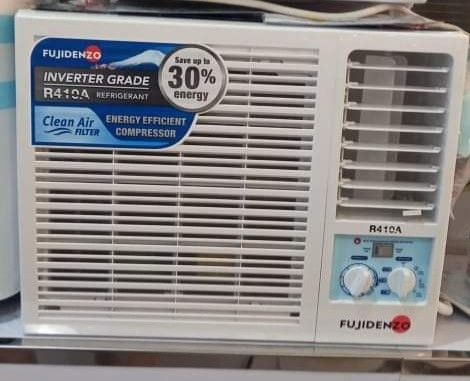 FUJIDENZO
INVERTER GRADE
R410A REFRIGERANT
Save up to
30%
energy
Clean Air
FILTER
ENERGY EFFICIENT
COMPRESSOR
R410A
FUJIDENZO